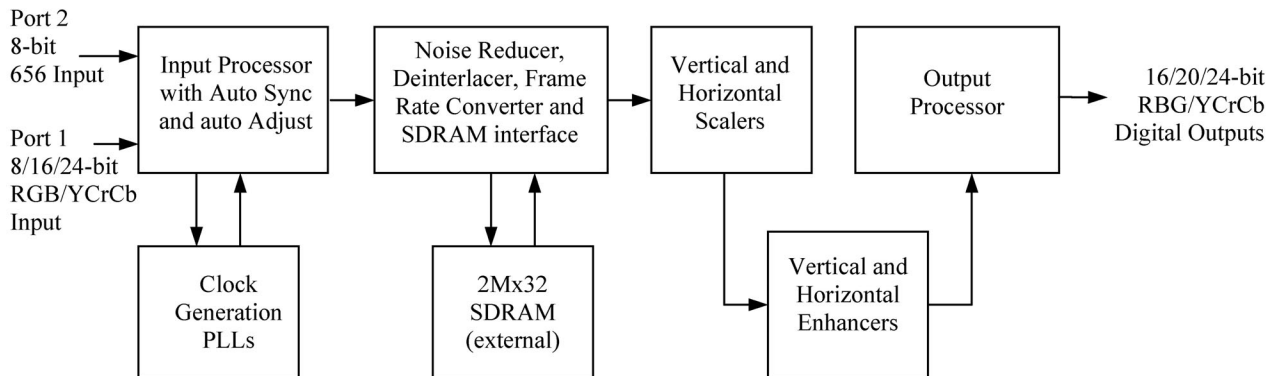 Port 2
8-bit
656 Input
Port 1
8/16/24-bit
RGB/YCrCb
Input
Input Processor
with Auto Sync
and auto Adjust
Clock
Generation
PLLs
Noise Reducer,
Deinterlacer, Frame
Rate Converter and
SDRAM interface
2Mx32
SDRAM
(external)
Vertical and
Horizontal
Scalers
Vertical and
Horizontal
Enhancers
Output
Processor
16/20/24-bit
RBG/YCrCb
Digital Outputs